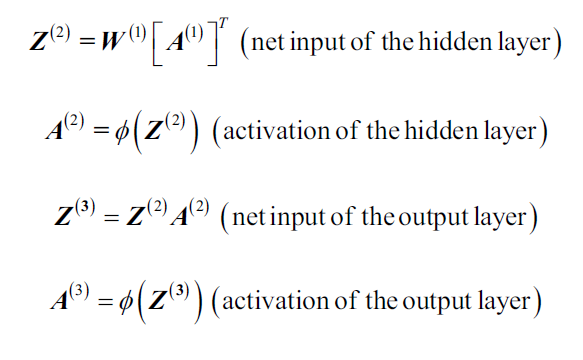 Z⁽²⁾ = W⁽¹⁾[A⁽¹⁾]ᵀ (net input of the hidden layer)
A⁽²⁾ = ϕ(Z⁽²⁾) (activation of the hidden layer)
Z⁽³⁾ = Z⁽²⁾A⁽²⁾ (net input of the output layer)
A⁽³⁾ = ϕ(Z⁽³⁾) (activation of the output layer)